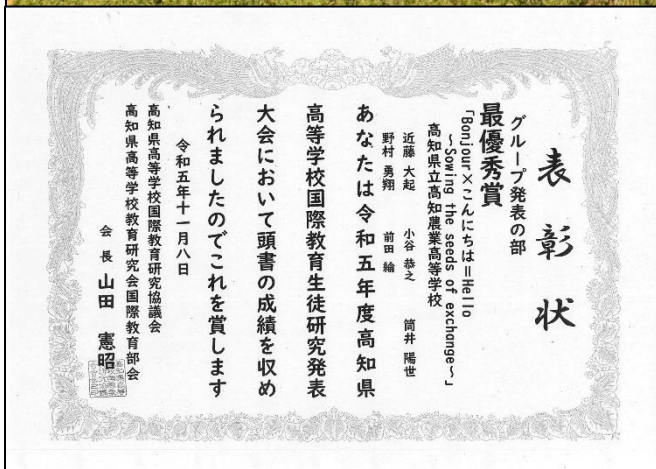 表彰状
グループ発表の部
最優秀賞
「Bonjour×こんにちは=Hello
～Sowing the seeds of exchange～」
高知県立高知農業高等学校
近藤 大起 小谷 恭之 筒井 陽世
野村 勇翔 前田 綸
あなたは令和五年度高知県
高等学校国際教育生徒研究発表
大会において頭書の成績を収め
られましたのでこれを賞します
令和五年十一月八日
高知県高等学校国際教育研究協議会
高知県高等学校教育研究会国際教育部会
会長 山田 憲昭